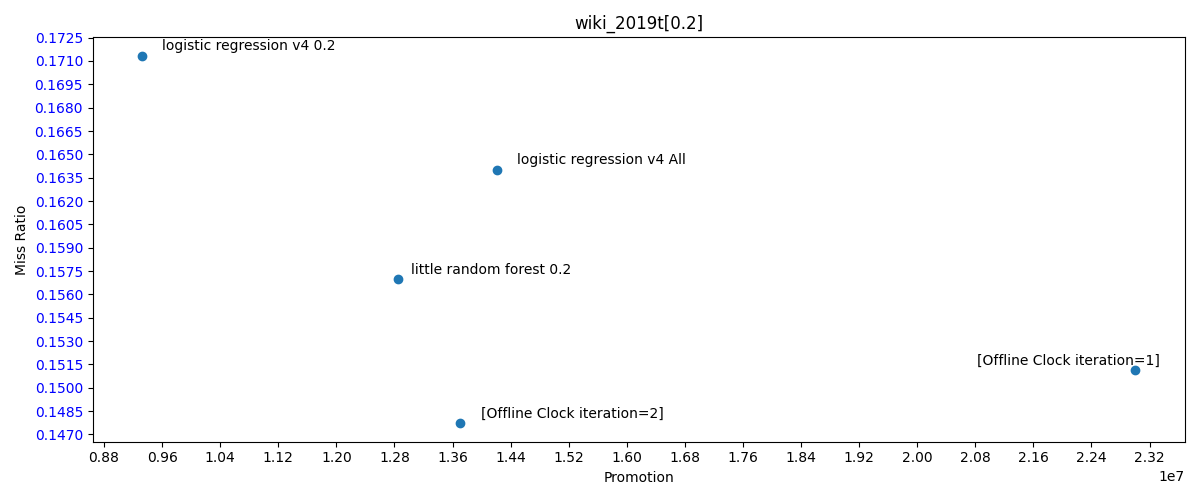 wiki_2019t[0.2]
0.1725
0.1710
0.1695
0.1680
0.1665
0.1650
0.1635
0.1620
0.1605
0.1590
0.1575
0.1560
0.1545
0.1530
0.1515
0.1500
0.1485
0.1470
Miss Ratio
logistic regression v4 0.2
logistic regression v4 All
little random forest 0.2
[Offline Clock iteration=1]
[Offline Clock iteration=2]
0.88 0.96 1.04 1.12 1.20 1.28 1.36 1.44 1.52 1.60 1.68 1.76 1.84 1.92 2.00 2.08 2.16 2.24 2.32
Promotion
1e7